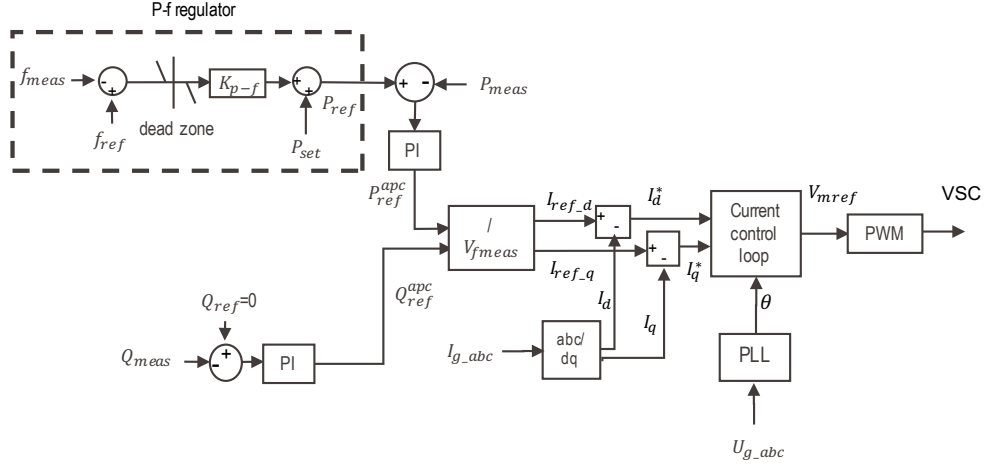 P-f regulator
f_meas
-
+
f_ref
dead zone
K_{p-f}
+
+
P_set
P_ref
+
-
P_meas
PI
P_ref^apc
/
V_fmeas
I_ref_d
I_ref_q
+
-
I_d^*
+
-
I_q^*
I_d
I_q
Current
control
loop
V_mref
PWM
VSC
θ
Q_ref^apc
Q_ref=0
Q_meas
+
-
PI
I_g_abc
abc/
dq
PLL
U_g_abc